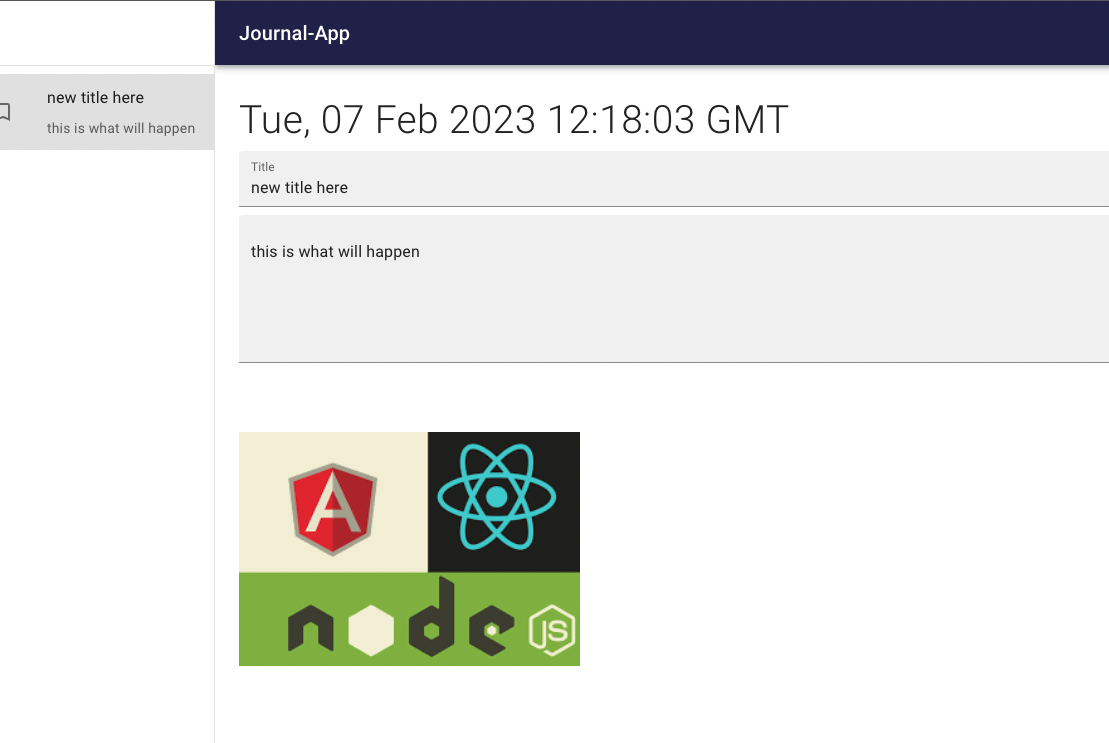 Journal-App
new title here
this is what will happen
Tue, 07 Feb 2023 12:18:03 GMT
Title
new title here
this is what will happen
A
node JS